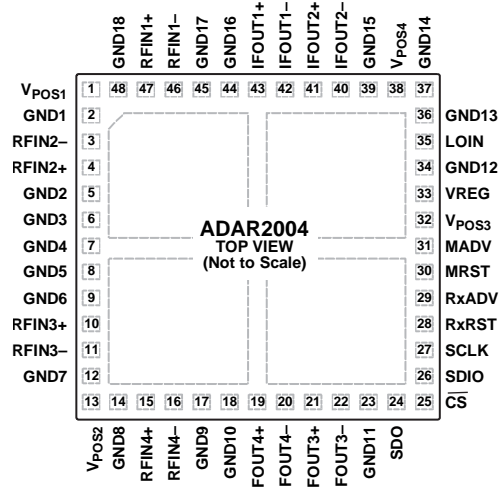 GND18
RFIN1+
RFIN1–
GND17
GND16
IFOUT1+
IFOUT1–
IFOUT2+
IFOUT2–
GND15
VPOS4
GND14
48 47 46 45 44 43 42 41 40 39 38 37
VPOS1 1
GND1 2
RFIN2– 3
RFIN2+ 4
GND2 5
GND3 6
GND4 7
GND5 8
GND6 9
RFIN3+ 10
RFIN3– 11
GND7 12
ADAR2004
TOP VIEW
(Not to Scale)
36 GND13
35 LOIN
34 GND12
33 VREG
32 VPOS3
31 MADV
30 MRST
29 RxADV
28 RxRST
27 SCLK
26 SDIO
25 CS
13 14 15 16 17 18 19 20 21 22 23 24
VPOS2
GND8
RFIN4+
RFIN4–
GND9
GND10
FOUT4+
FOUT4–
FOUT3+
FOUT3–
GND11
SDO